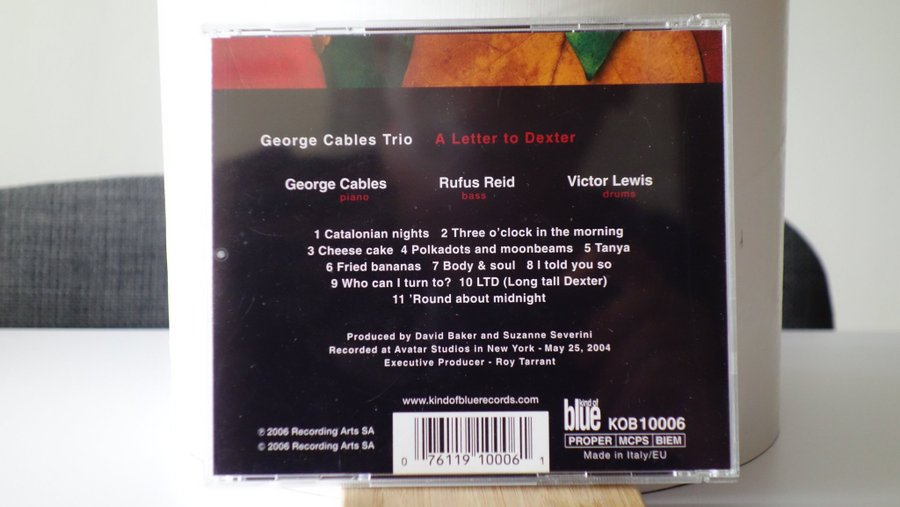 George Cables Trio A Letter to Dexter
George Cables Rufus Reid Victor Lewis
piano bass drums
1 Catalonian nights 2 Three o'clock in the morning
3 Cheese cake 4 Polkadots and moonbeams 5 Tanya
6 Fried bananas 7 Body & soul 8 I told you so
9 Who can I turn to? 10 LTD (Long tall Dexter)
11 'Round about midnight
Produced by David Baker and Suzanne Severini
Recorded at Avatar Studios in New York - May 25, 2004
Executive Producer - Roy Tarrant
www.kindofbluerecords.com
℗ 2006 Recording Arts SA
© 2006 Recording Arts SA
0 76119 10006 1
kind of
blue KOB10006
PROPER MCPS BIEM
Made in Italy/EU